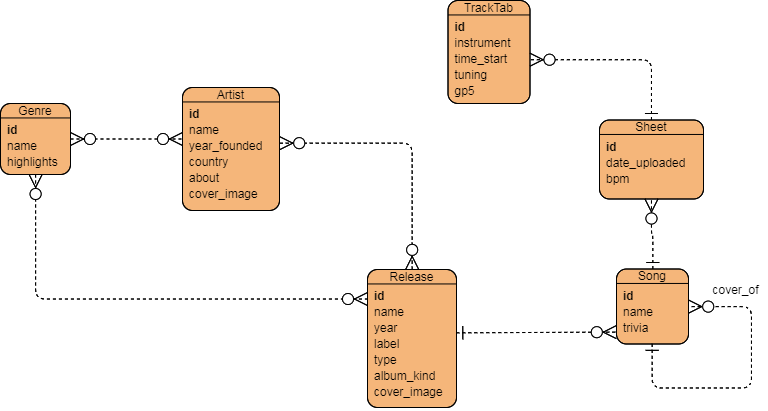 TrackTab
id
instrument
time_start
tuning
gp5
Artist
id
name
year_founded
country
about
cover_image
Genre
id
name
highlights
Sheet
id
date_uploaded
bpm
Release
id
name
year
label
type
album_kind
cover_image
Song
id
name
trivia
cover_of